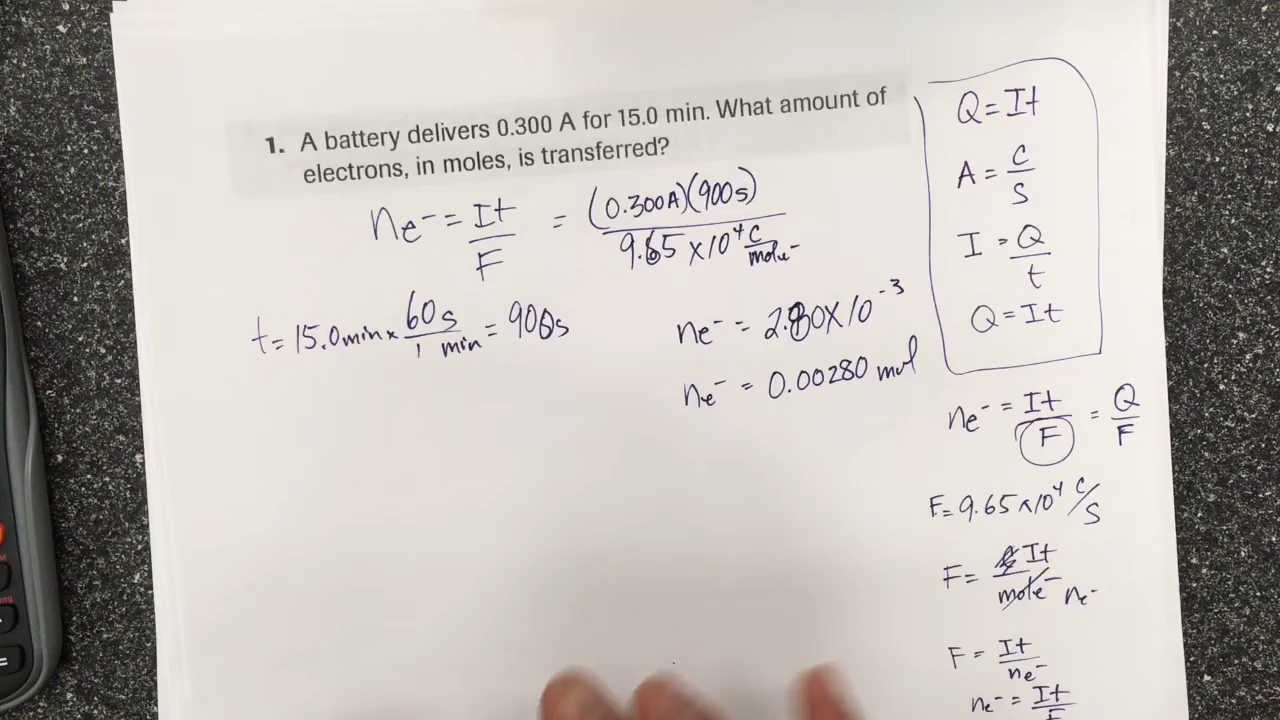 1. A battery delivers 0.300 A for 15.0 min. What amount of
electrons, in moles, is transferred?
ne⁻ = It/F = (0.300A)(900s)/9.65 x 10⁴ C/mole⁻
t = 15.0min x 60s/1 min = 900s
ne⁻ = 2.80 x 10⁻³
ne⁻ = 0.00280 mol
Q = It
A = C/S
I = Q/t
Q = It
ne⁻ = It/F = Q/F
F = 9.65 x 10⁴ C/S
F = It/mole⁻ ne⁻
F = It/ne⁻
ne⁻ = It/F